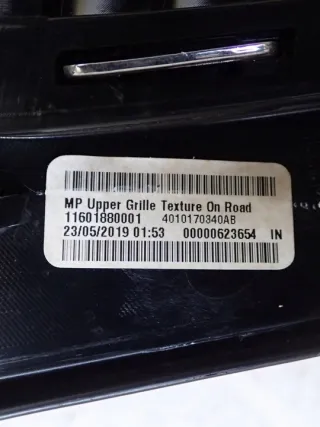 MP Upper Grille Texture On Road
11601880001 4010170340AB
23/05/2019 01:53 00000623654 IN